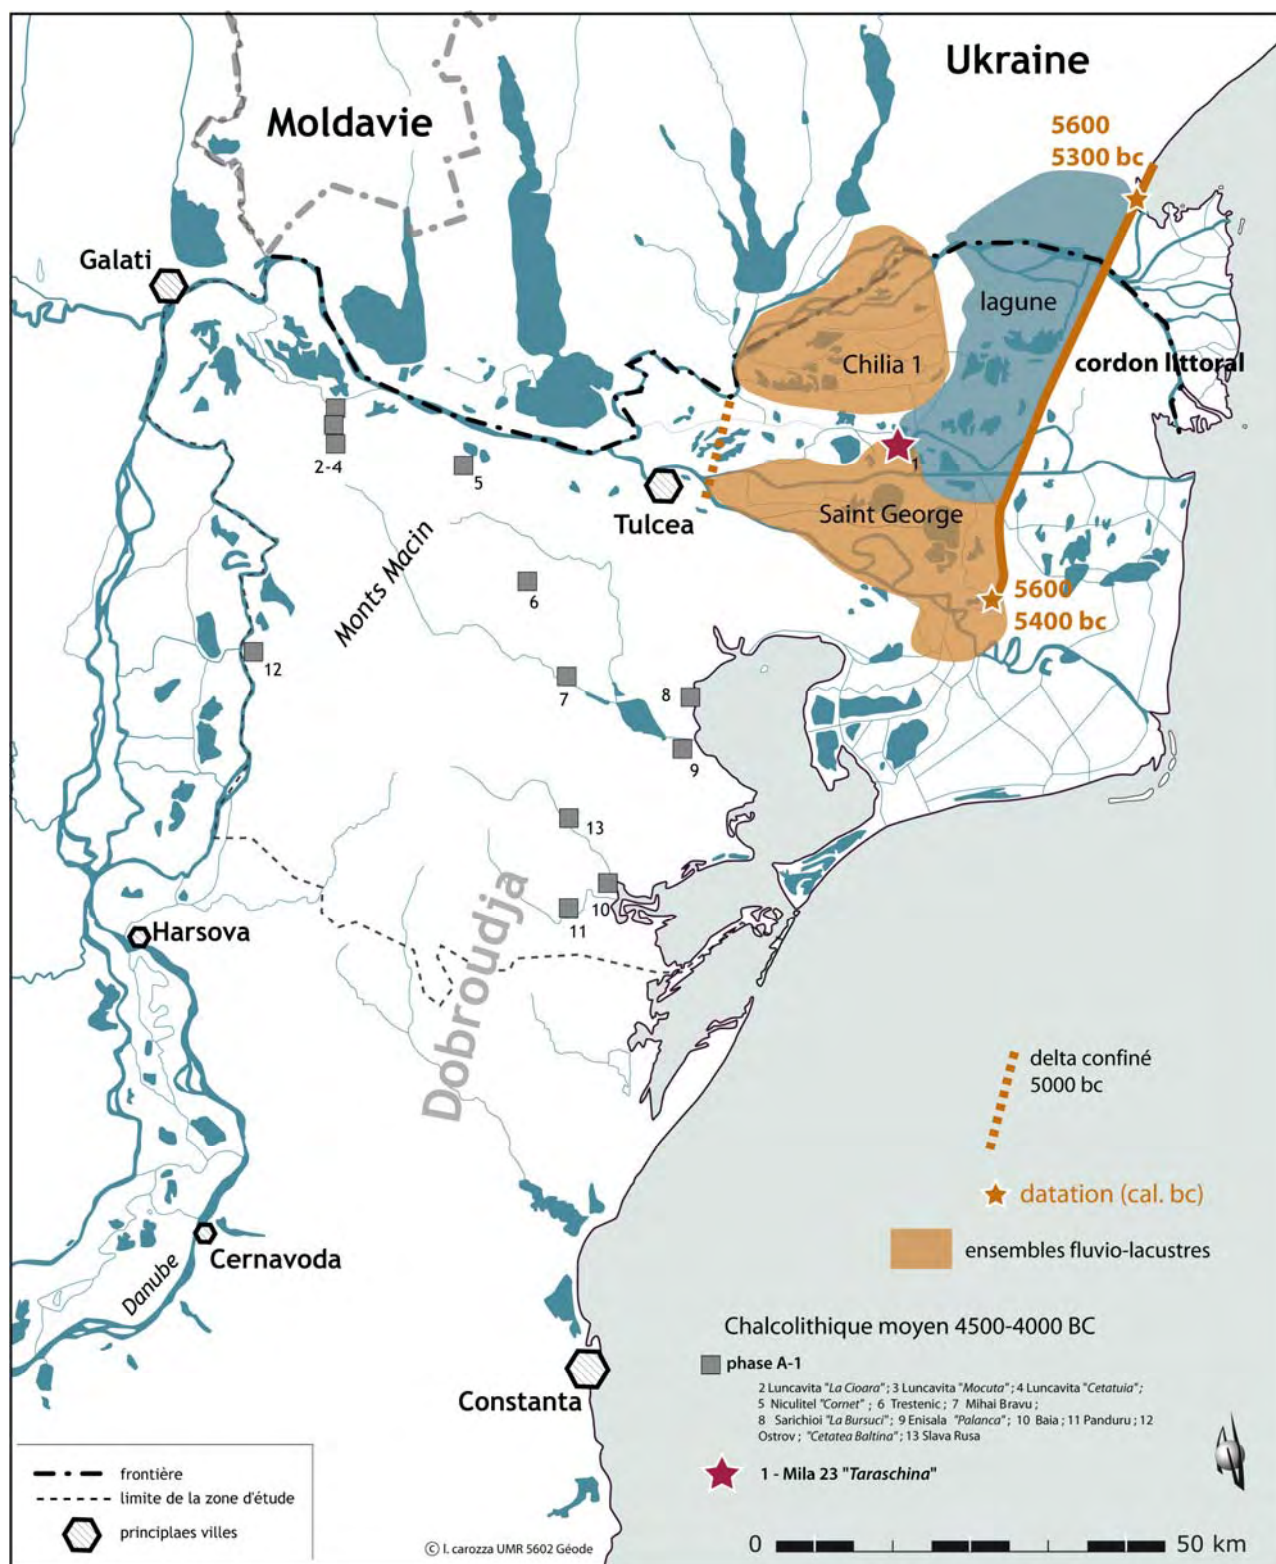 Ukraine
Moldavie
5600
5300 bc
Galati
lagune
Chilia 1
cordon littoral
2-4
5
1
Tulcea
Saint George
Monts Macin
6
5600
5400 bc
12
7
8
9
13
10
11
Harsova
Dobroudja
delta confiné
5000 bc
datation (cal. bc)
ensembles fluvio-lacustres
Cernavoda
Danube
Constanta
Chalcolithique moyen 4500-4000 BC
phase A-1
2 Luncavita "La Cioara" ; 3 Luncavita "Mocuta" ; 4 Luncavita "Cetatuia" ;
5 Niculitel "Cornet" ; 6 Trestenic ; 7 Mihai Bravu ;
8 Sarichioi "La Bursuci" ; 9 Enisala "Palanca" ; 10 Baia ; 11 Panduru ; 12
Ostrov ; "Cetatea Baltina" ; 13 Slava Rusa
1 - Mila 23 "Taraschina"
frontière
limite de la zone d'étude
principlaes villes
© l. carozza UMR 5602 Géode
0 50 km